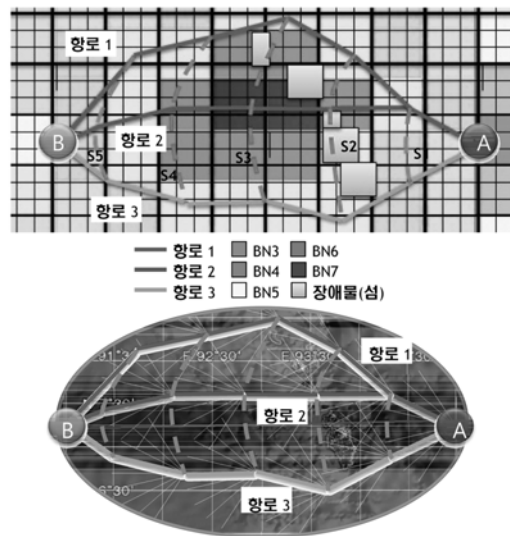 항로 1
B
항로 2
A
S5
S4
S3
S2
S
항로 3
항로 1 BN3 BN6
항로 2 BN4 BN7
항로 3 BN5 장애물(섬)
항로 1
E 92°30'
E 93°30'
B
항로 2
A
항로 3